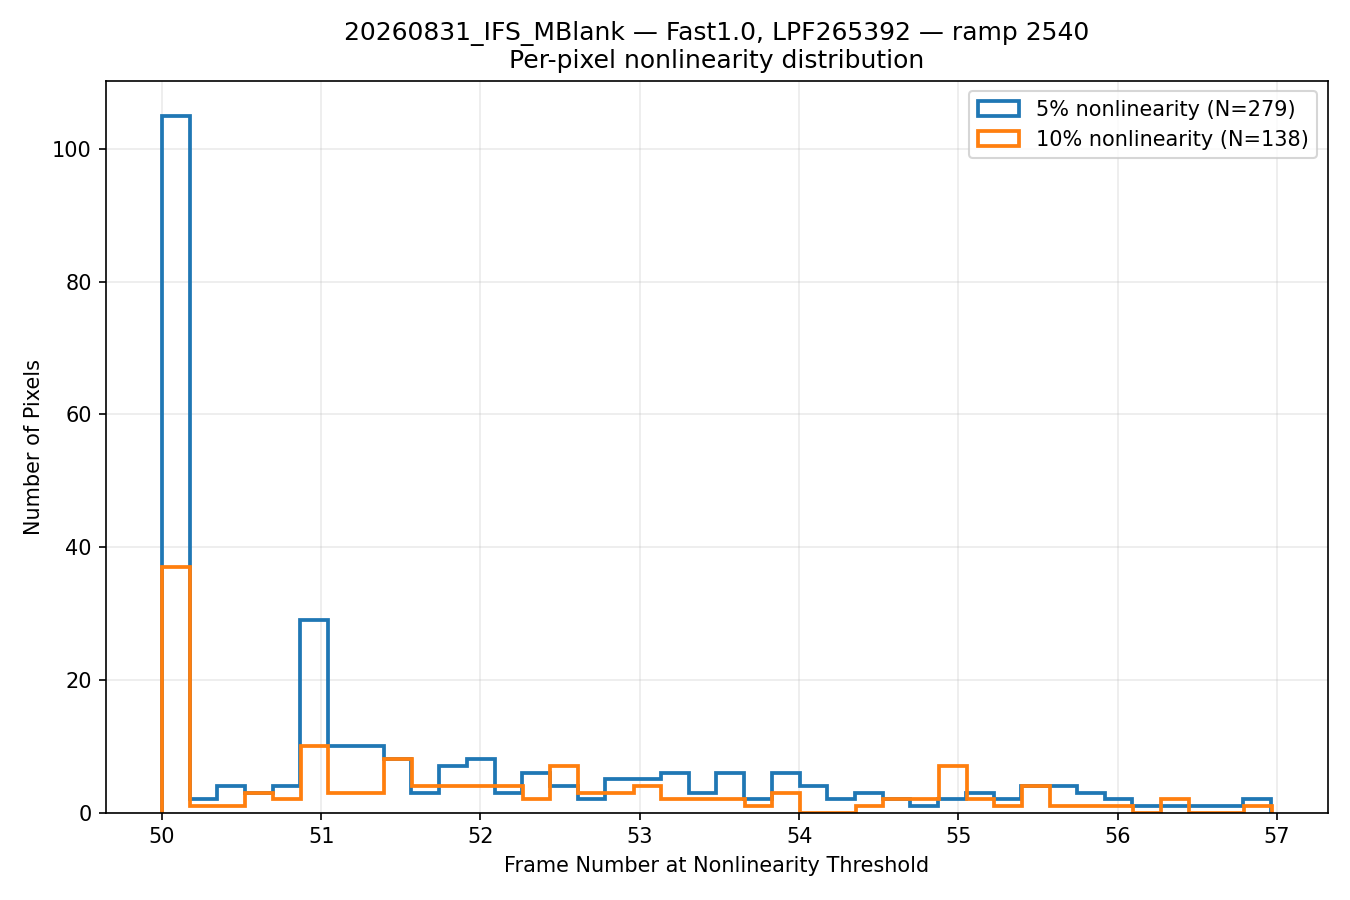 20260831_IFS_MBlank — Fast1.0, LPF265392 — ramp 2540
Per-pixel nonlinearity distribution
5% nonlinearity (N=279)
10% nonlinearity (N=138)
Number of Pixels
100
80
60
40
20
0
50 51 52 53 54 55 56 57
Frame Number at Nonlinearity Threshold